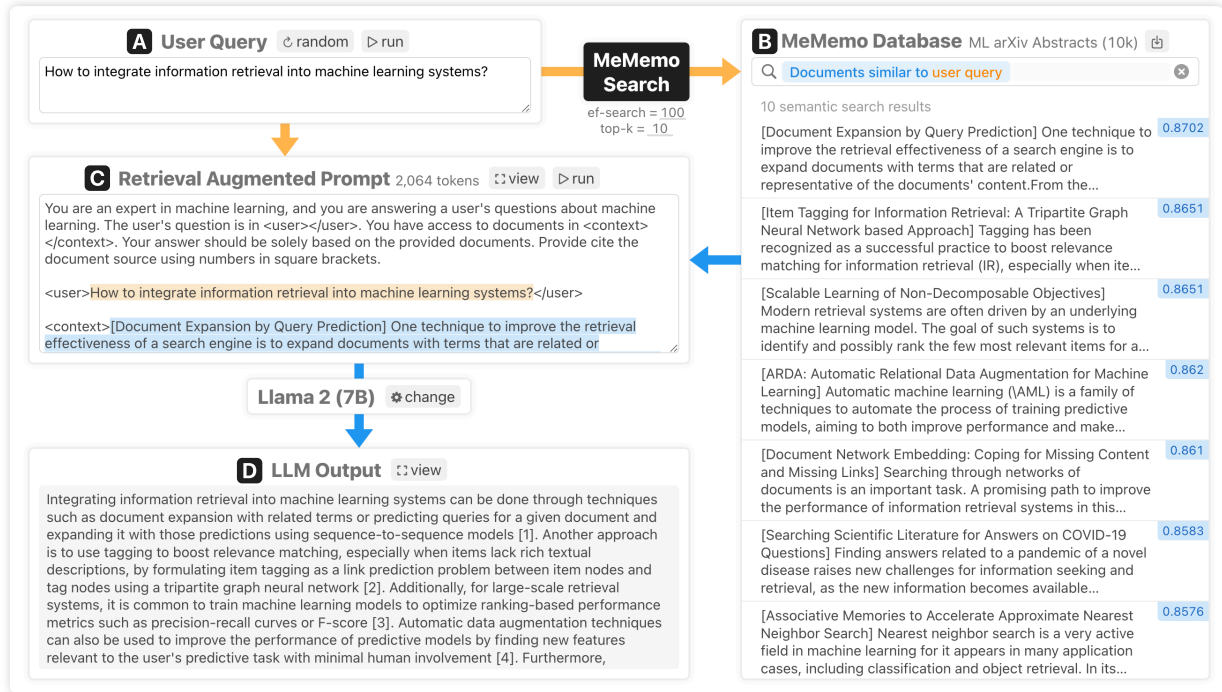 A User Query random run
How to integrate information retrieval into machine learning systems?
MeMemo
Search
ef-search = 100
top-k = 10
B MeMemo Database ML arXiv Abstracts (10k)
Documents similar to user query
10 semantic search results
[Document Expansion by Query Prediction] One technique to
improve the retrieval effectiveness of a search engine is to
expand documents with terms that are related or
representative of the documents' content.From the...
0.8702
[Item Tagging for Information Retrieval: A Tripartite Graph
Neural Network based Approach] Tagging has been
recognized as a successful practice to boost relevance
matching for information retrieval (IR), especially when ite...
0.8651
[Scalable Learning of Non-Decomposable Objectives]
Modern retrieval systems are often driven by an underlying
machine learning model. The goal of such systems is to
identify and possibly rank the few most relevant items for a...
0.8651
[ARDA: Automatic Relational Data Augmentation for Machine
Learning] Automatic machine learning (\AML) is a family of
techniques to automate the process of training predictive
models, aiming to both improve performance and make...
0.862
[Document Network Embedding: Coping for Missing Content
and Missing Links] Searching through networks of
documents is an important task. A promising path to improve
the performance of information retrieval systems in this...
0.861
[Searching Scientific Literature for Answers on COVID-19
Questions] Finding answers related to a pandemic of a novel
disease raises new challenges for information seeking and
retrieval, as the new information becomes available...
0.8583
[Associative Memories to Accelerate Approximate Nearest
Neighbor Search] Nearest neighbor search is a very active
field in machine learning for it appears in many application
cases, including classification and object retrieval. In its...
0.8576
C Retrieval Augmented Prompt 2,064 tokens view run
You are an expert in machine learning, and you are answering a user's questions about machine
learning. The user's question is in <user></user>. You have access to documents in <context>
</context>. Your answer should be solely based on the provided documents. Provide cite the
document source using numbers in square brackets.
<user>How to integrate information retrieval into machine learning systems?</user>
<context>[Document Expansion by Query Prediction] One technique to improve the retrieval
effectiveness of a search engine is to expand documents with terms that are related or
Llama 2 (7B) change
D LLM Output view
Integrating information retrieval into machine learning systems can be done through techniques
such as document expansion with related terms or predicting queries for a given document and
expanding it with those predictions using sequence-to-sequence models [1]. Another approach
is to use tagging to boost relevance matching, especially when items lack rich textual
descriptions, by formulating item tagging as a link prediction problem between item nodes and
tag nodes using a tripartite graph neural network [2]. Additionally, for large-scale retrieval
systems, it is common to train machine learning models to optimize ranking-based performance
metrics such as precision-recall curves or F-score [3]. Automatic data augmentation techniques
can also be used to improve the performance of predictive models by finding new features
relevant to the user's predictive task with minimal human involvement [4]. Furthermore,